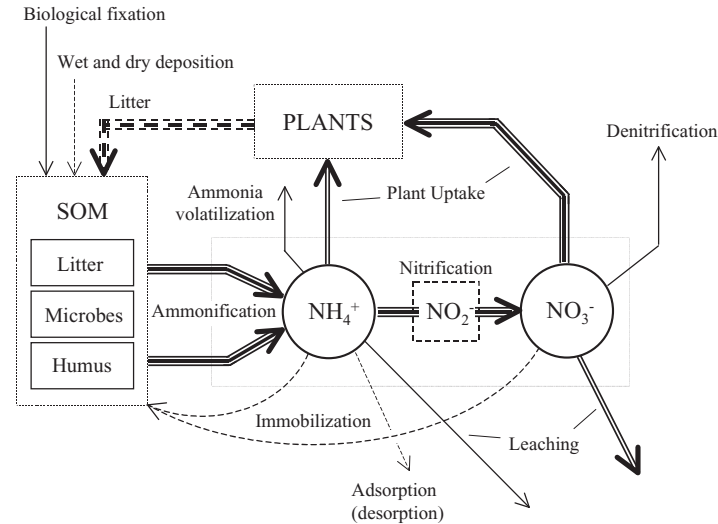 Biological fixation
Wet and dry deposition
Litter
PLANTS
Denitrification
SOM
Ammonia
volatilization
Plant Uptake
Litter
Nitrification
Ammonification
NH₄⁺
NO₂⁻
NO₃⁻
Microbes
Humus
Immobilization
Leaching
Adsorption
(desorption)